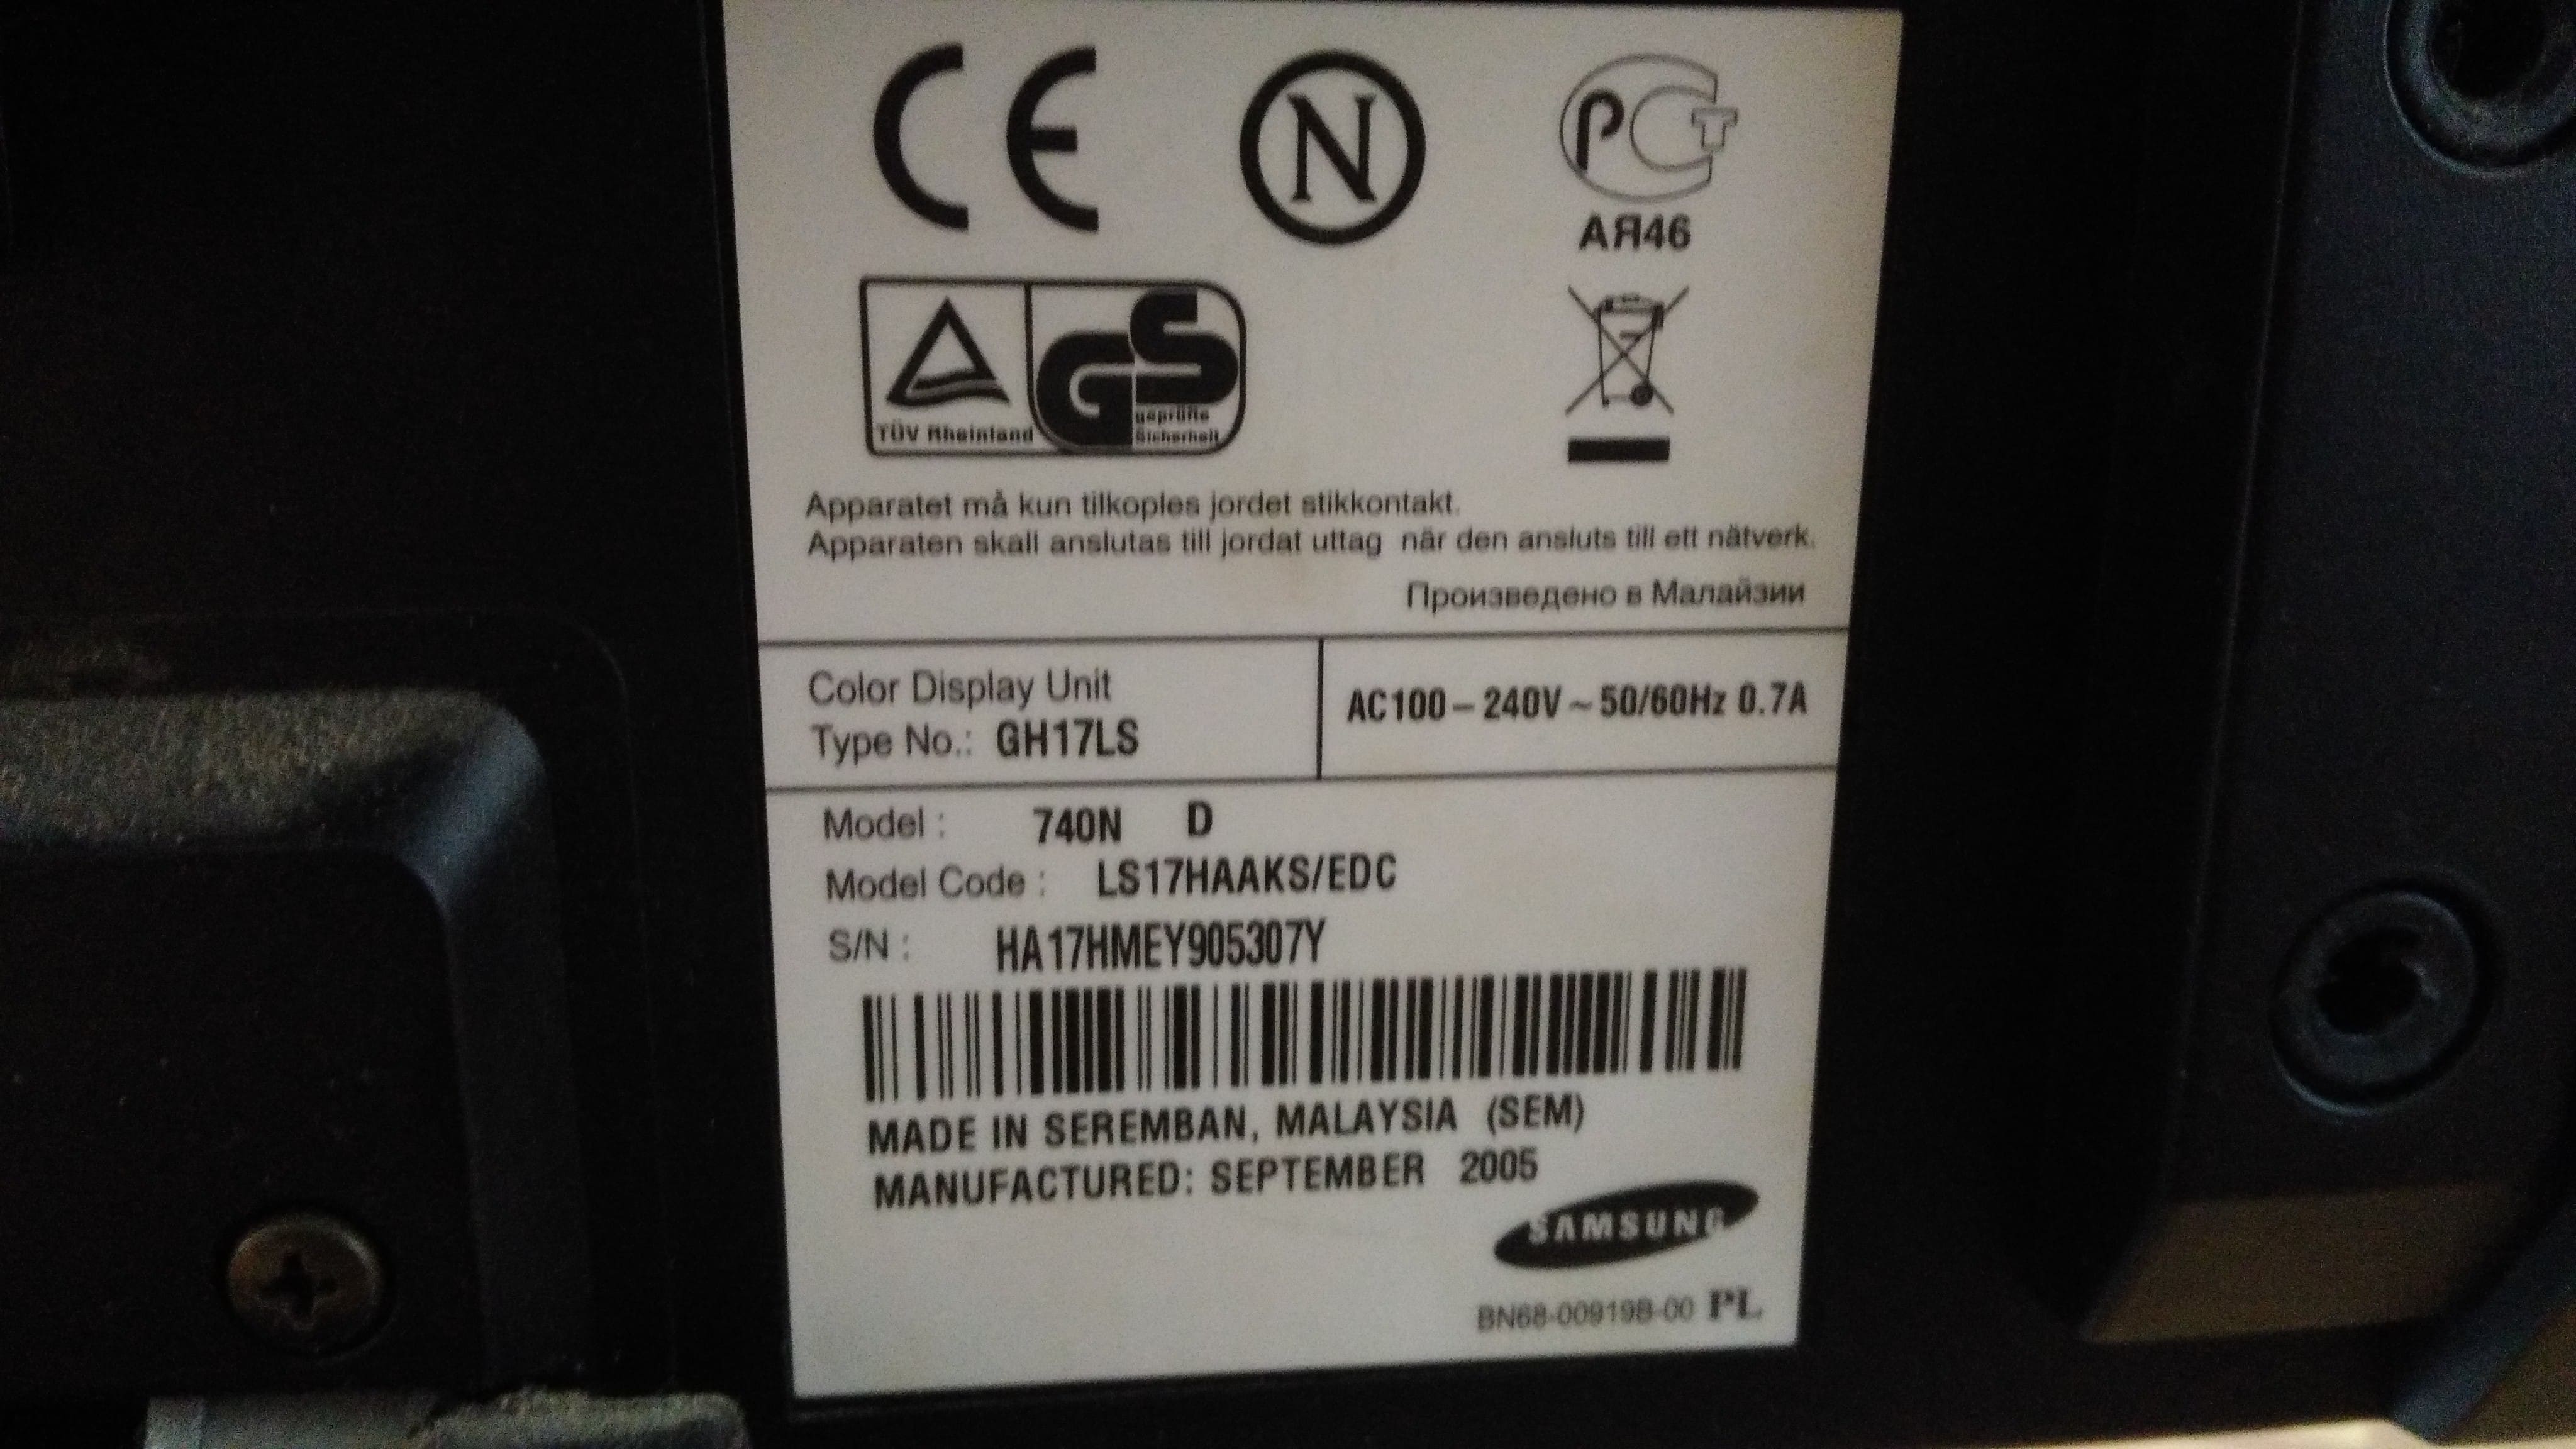 CE N PCT
АЯ46
TÜV Rheinland GS geprüfte
Sicherheit
Apparatet må kun tilkoples jordet stikkontakt.
Apparaten skall anslutas till jordat uttag när den ansluts till ett nätverk.
Произведено в Малайзии
Color Display Unit
Type No.: GH17LS
AC100 – 240V ~ 50/60Hz 0.7A
Model : 740N D
Model Code : LS17HAAKS/EDC
S/N : HA17HMEY905307Y
MADE IN SEREMBAN, MALAYSIA (SEM)
MANUFACTURED: SEPTEMBER 2005
SAMSUNG
BN68-00919B-00 PL